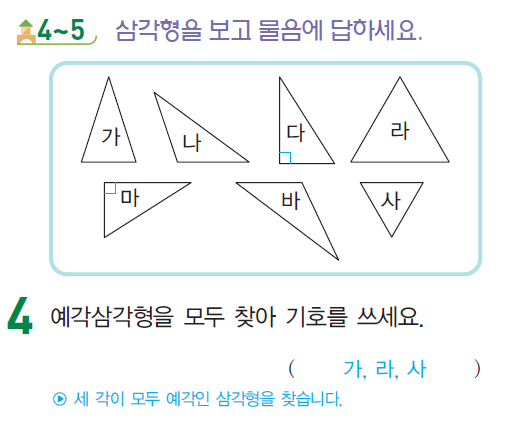 4~5 삼각형을 보고 물음에 답하세요.
가 나 다 라
마 바 사
4 예각삼각형을 모두 찾아 기호를 쓰세요.
( 가, 라, 사 )
세 각이 모두 예각인 삼각형을 찾습니다.